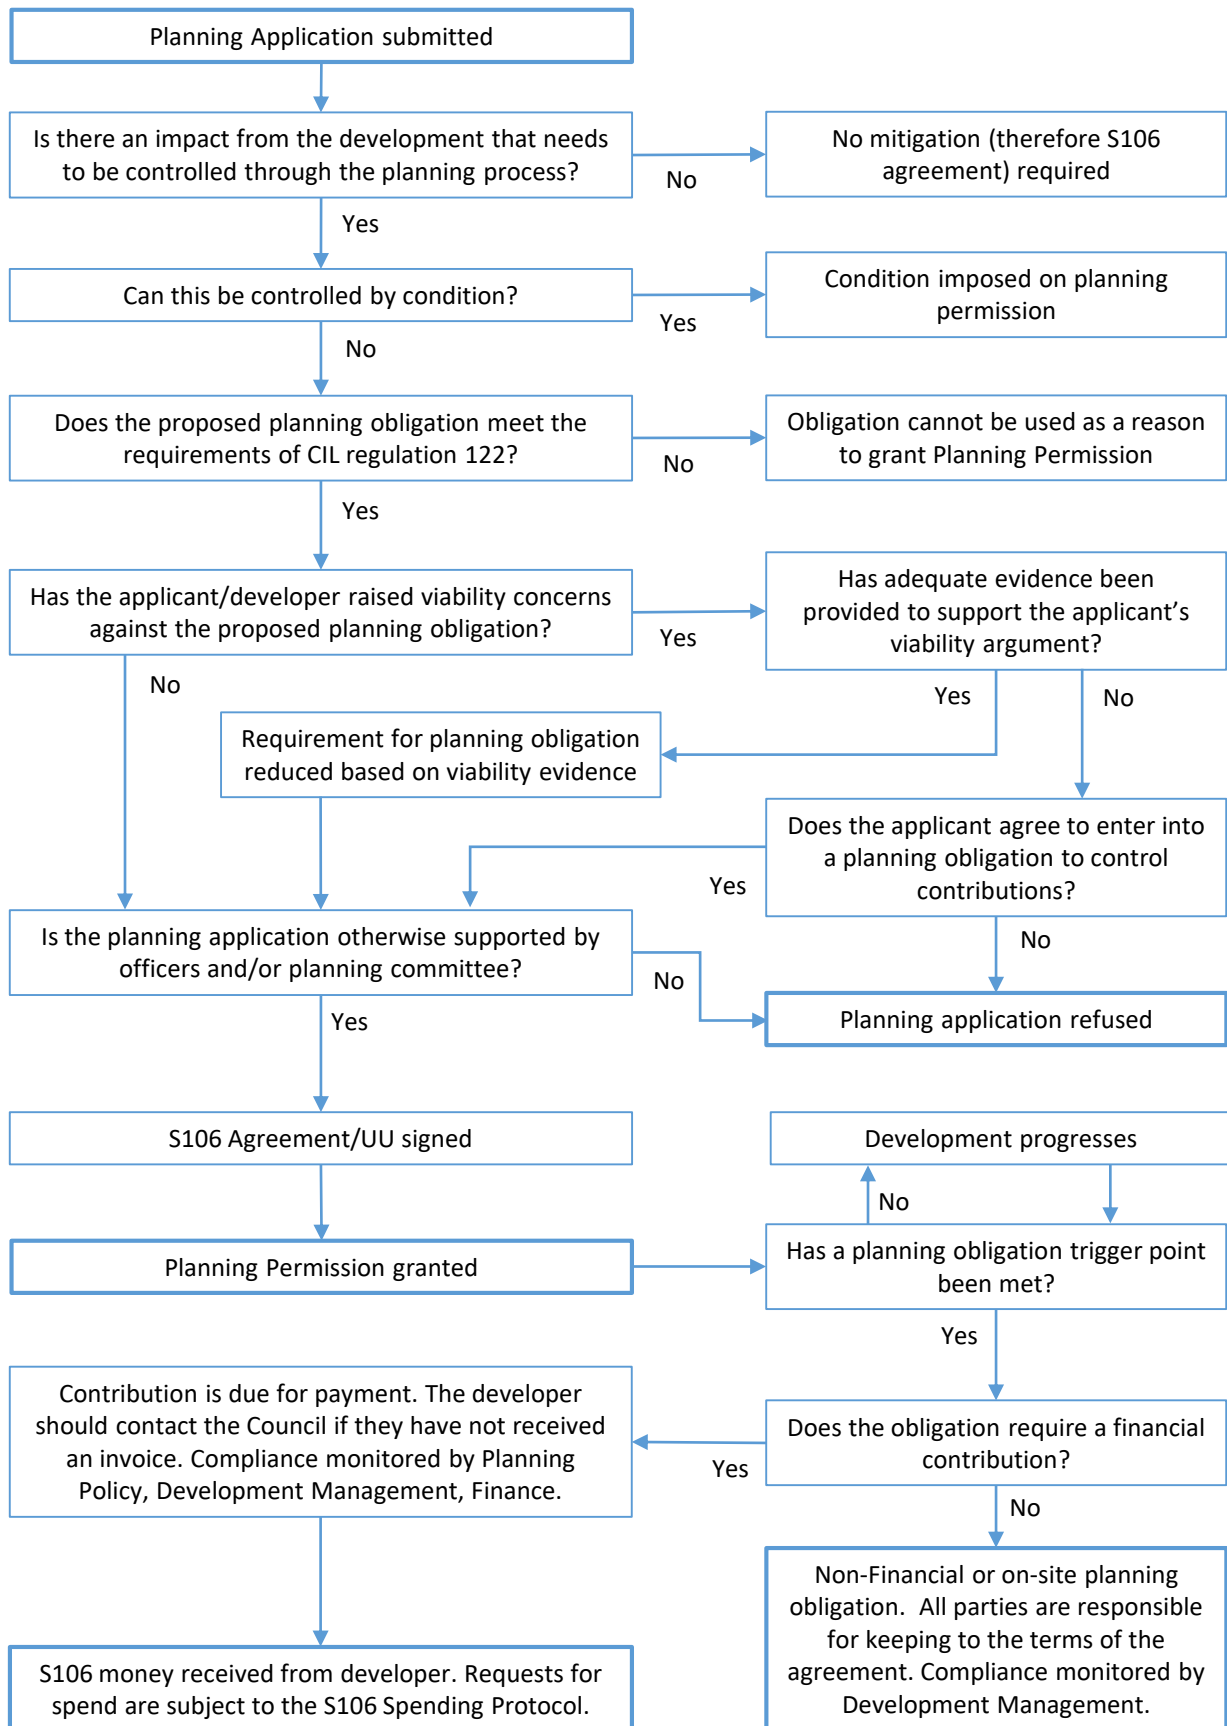 Planning Application submitted
Is there an impact from the development that needs
to be controlled through the planning process?
No
No mitigation (therefore S106
agreement) required
Yes
Can this be controlled by condition?
Yes
Condition imposed on planning
permission
No
Does the proposed planning obligation meet the
requirements of CIL regulation 122?
No
Obligation cannot be used as a reason
to grant Planning Permission
Yes
Has the applicant/developer raised viability concerns
against the proposed planning obligation?
Yes
Has adequate evidence been
provided to support the applicant’s
viability argument?
No
Yes
No
Requirement for planning obligation
reduced based on viability evidence
Does the applicant agree to enter into
a planning obligation to control
contributions?
Yes
No
Is the planning application otherwise supported by
officers and/or planning committee?
No
Planning application refused
Yes
S106 Agreement/UU signed
Development progresses
No
Planning Permission granted
Has a planning obligation trigger point
been met?
Yes
Contribution is due for payment. The developer
should contact the Council if they have not received
an invoice. Compliance monitored by Planning
Policy, Development Management, Finance.
Yes
Does the obligation require a financial
contribution?
No
Non-Financial or on-site planning
obligation.  All parties are responsible
for keeping to the terms of the
agreement. Compliance monitored by
Development Management.
S106 money received from developer. Requests for
spend are subject to the S106 Spending Protocol.